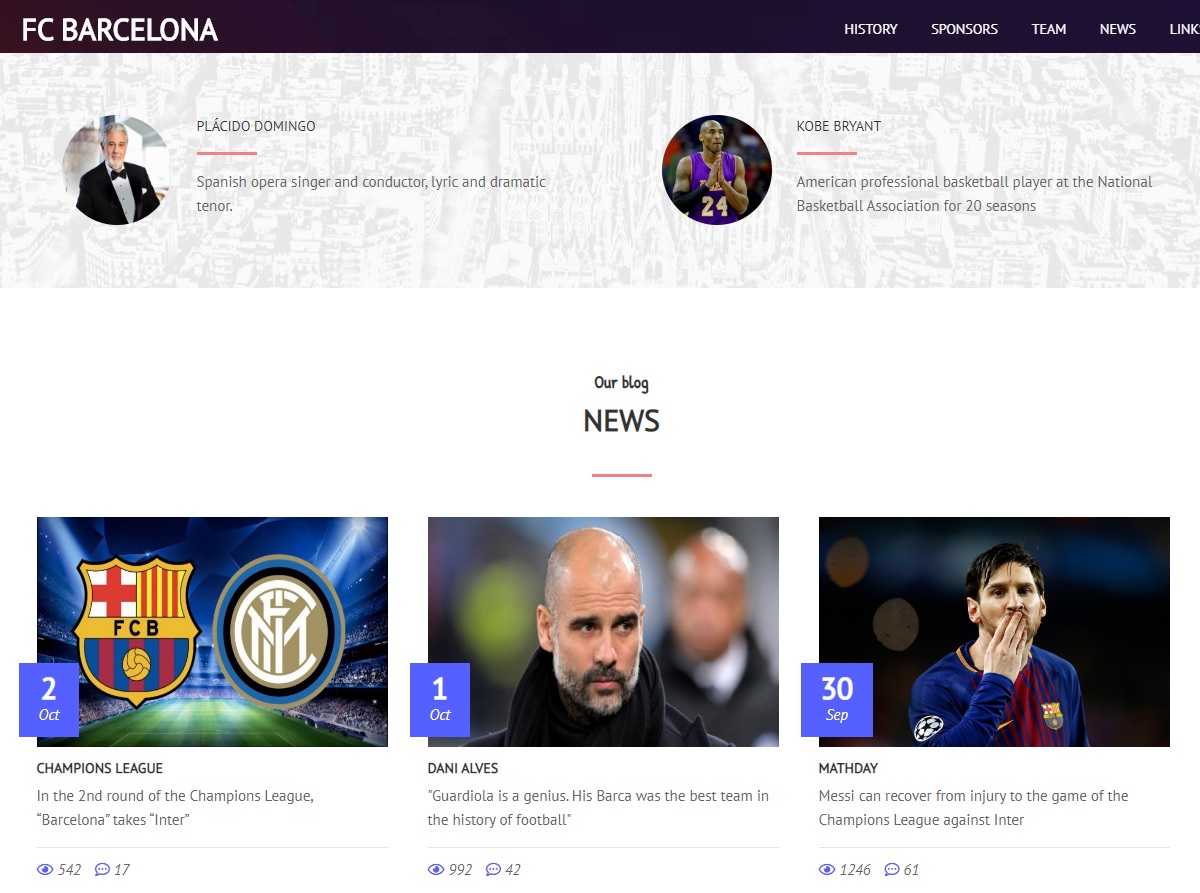 FC BARCELONA
HISTORY SPONSORS TEAM NEWS LINK
PLÁCIDO DOMINGO
Spanish opera singer and conductor, lyric and dramatic
tenor.
KOBE BRYANT
American professional basketball player at the National
Basketball Association for 20 seasons
24
Our blog
NEWS
FCB
2
Oct
CHAMPIONS LEAGUE
In the 2nd round of the Champions League,
“Barcelona” takes “Inter”
542 17
1
Oct
DANI ALVES
"Guardiola is a genius. His Barca was the best team in
the history of football"
992 42
30
Sep
MATHDAY
Messi can recover from injury to the game of the
Champions League against Inter
1246 61